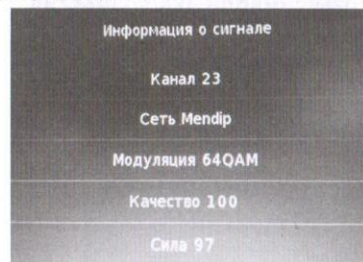 Информация о сигнале
Канал 23
Сеть Mendip
Модуляция 64QAM
Качество 100
Сила 97